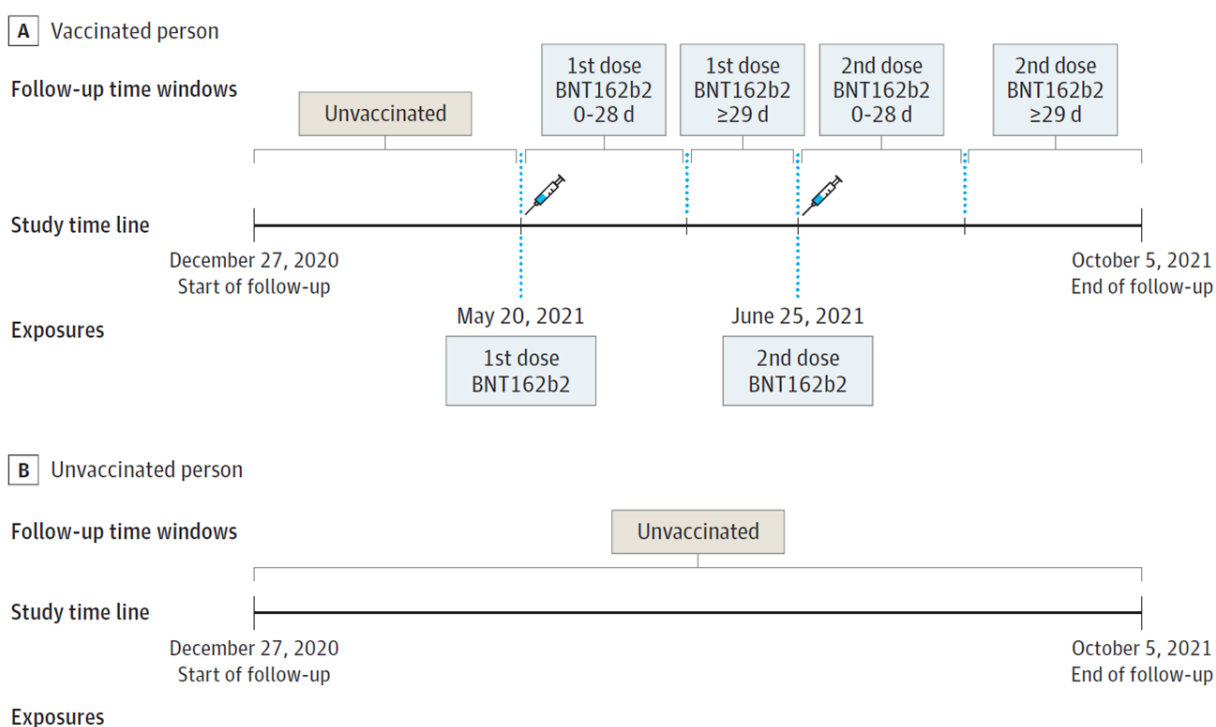 A Vaccinated person
Follow-up time windows
Unvaccinated
1st dose
BNT162b2
0-28 d
1st dose
BNT162b2
≥29 d
2nd dose
BNT162b2
0-28 d
2nd dose
BNT162b2
≥29 d
Study time line
December 27, 2020
Start of follow-up
October 5, 2021
End of follow-up
Exposures
May 20, 2021
1st dose
BNT162b2
June 25, 2021
2nd dose
BNT162b2
B Unvaccinated person
Follow-up time windows
Unvaccinated
Study time line
December 27, 2020
Start of follow-up
October 5, 2021
End of follow-up
Exposures